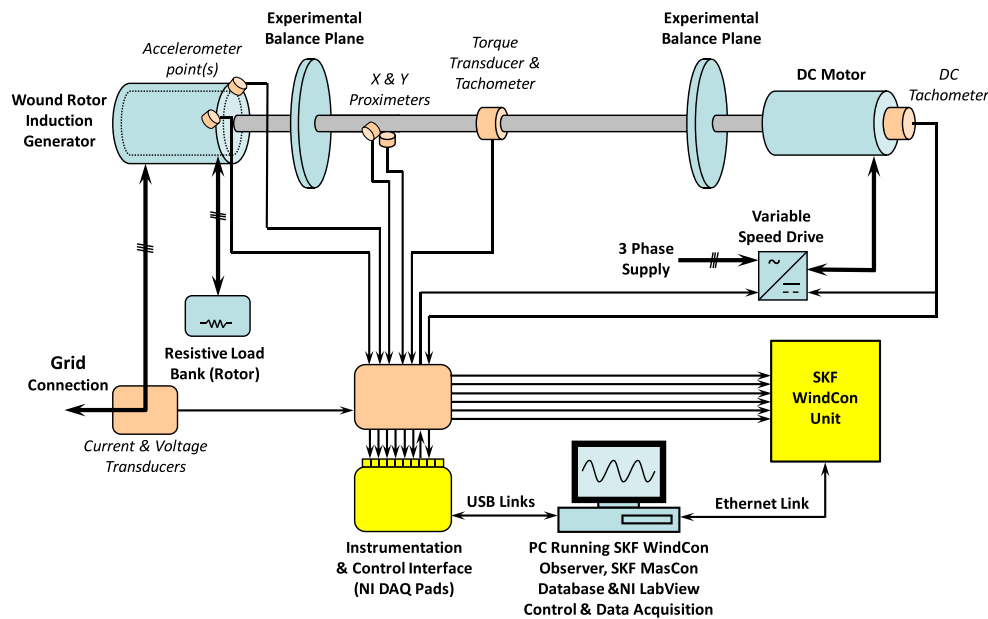 Experimental
Balance Plane
Accelerometer
point(s)
Wound Rotor
Induction
Generator
X & Y
Proximeters
Torque
Transducer &
Tachometer
Experimental
Balance Plane
DC Motor
DC
Tachometer
Variable
Speed Drive
3 Phase
Supply
~
Resistive Load
Bank (Rotor)
Grid
Connection
Current & Voltage
Transducers
SKF
WindCon
Unit
USB Links
Ethernet Link
Instrumentation
& Control Interface
(NI DAQ Pads)
PC Running SKF WindCon
Observer, SKF MasCon
Database &NI LabView
Control & Data Acquisition